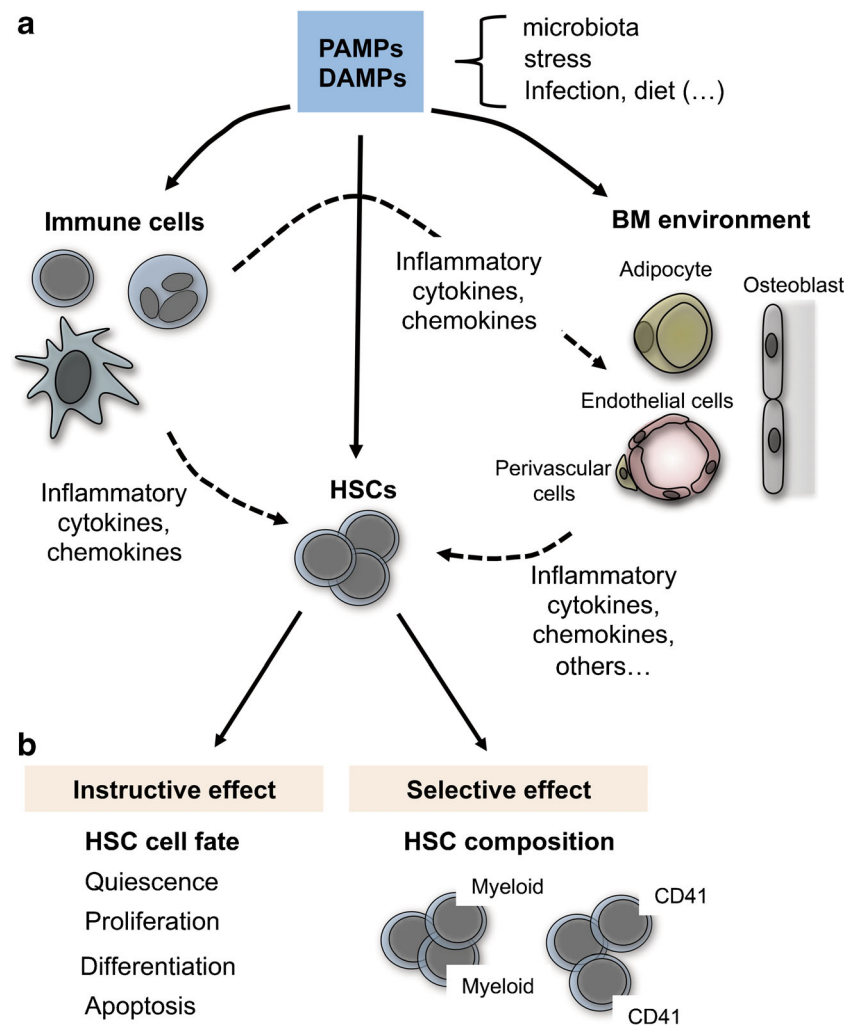 a
PAMPs
DAMPs
microbiota
stress
Infection, diet (…)
Immune cells
BM environment
Inflammatory
cytokines,
chemokines
Adipocyte
Osteoblast
Endothelial cells
Perivascular
cells
HSCs
Inflammatory
cytokines,
chemokines
Inflammatory
cytokines,
chemokines,
others…
b
Instructive effect
Selective effect
HSC cell fate
Quiescence
Proliferation
Differentiation
Apoptosis
HSC composition
Myeloid
Myeloid
CD41
CD41